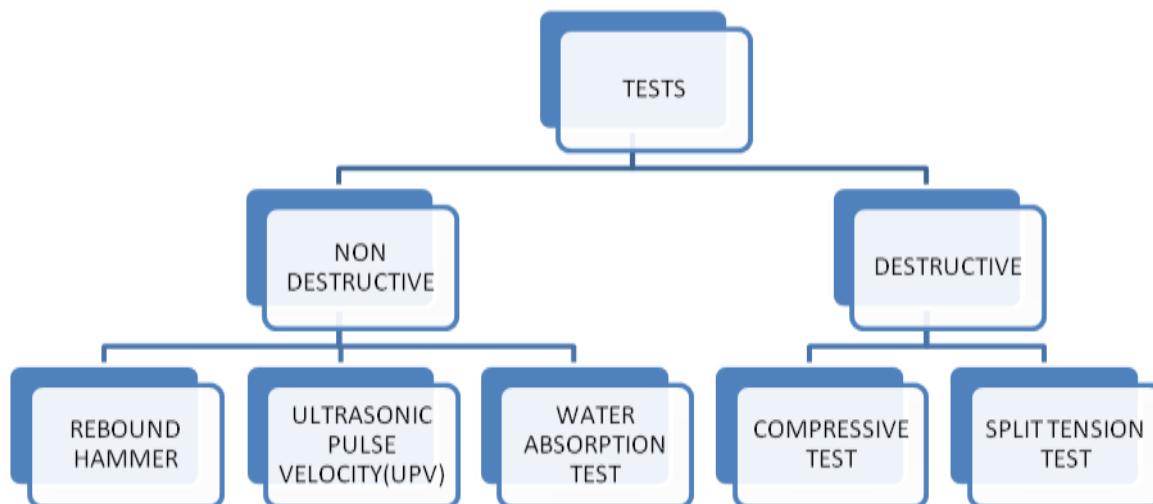 TESTS
NON
DESTRUCTIVE
DESTRUCTIVE
REBOUND
HAMMER
ULTRASONIC
PULSE
VELOCITY(UPV)
WATER
ABSORPTION
TEST
COMPRESSIVE
TEST
SPLIT TENSION
TEST